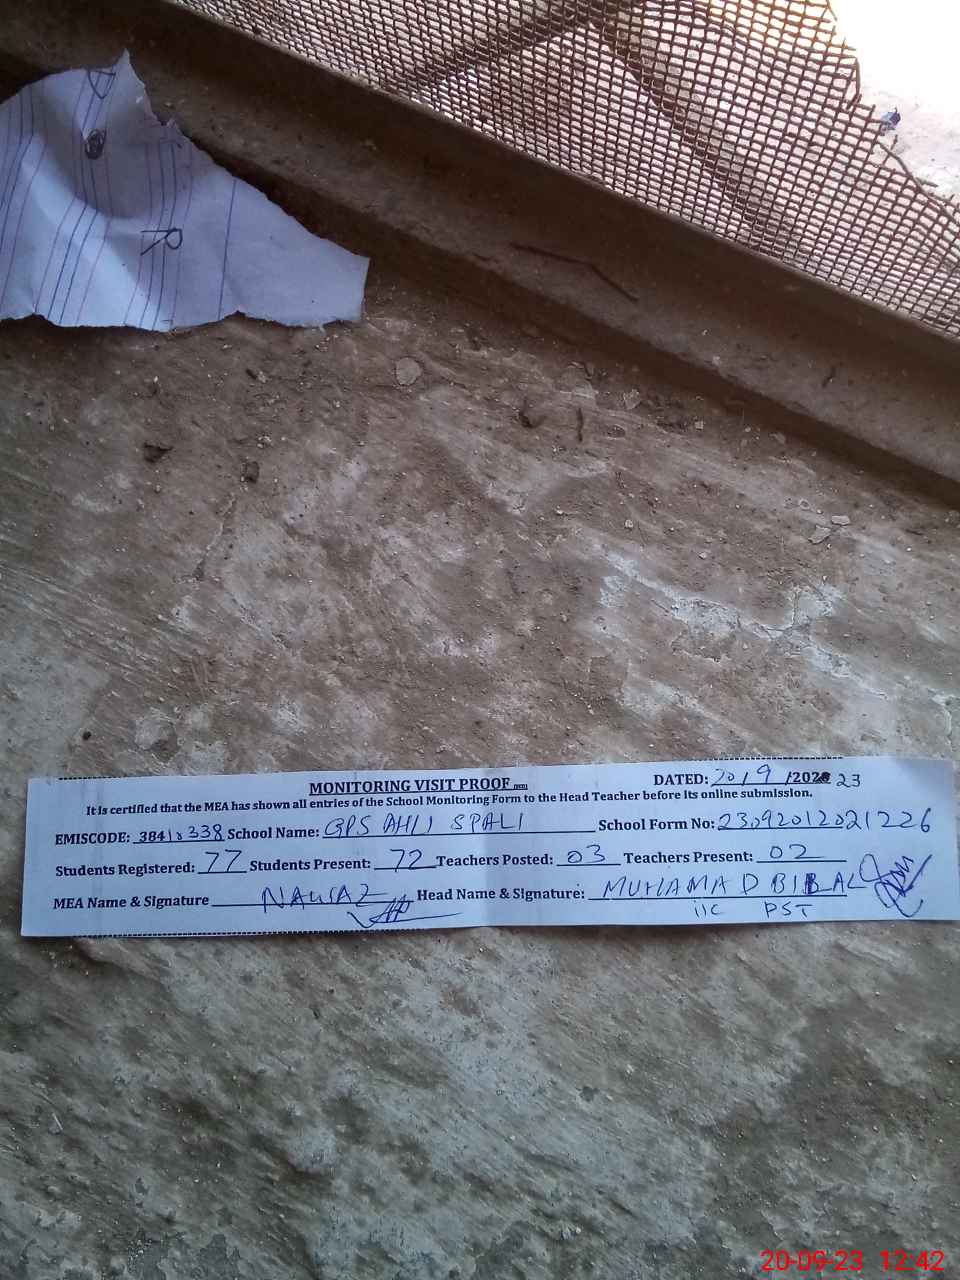 MONITORING VISIT PROOF
DATED: 20/9/2023
It is certified that the MEA has shown all entries of the School Monitoring Form to the Head Teacher before its online submission.
EMISCODE: 38410338 School Name: GPS AHLI SPALI School Form No: 23092012021226
Students Registered: 77 Students Present: 72 Teachers Posted: 03 Teachers Present: 02
MEA Name & Signature NAWAZ Head Name & Signature: MUHAMAD BILAL
iic PST
20-09-23 12:42